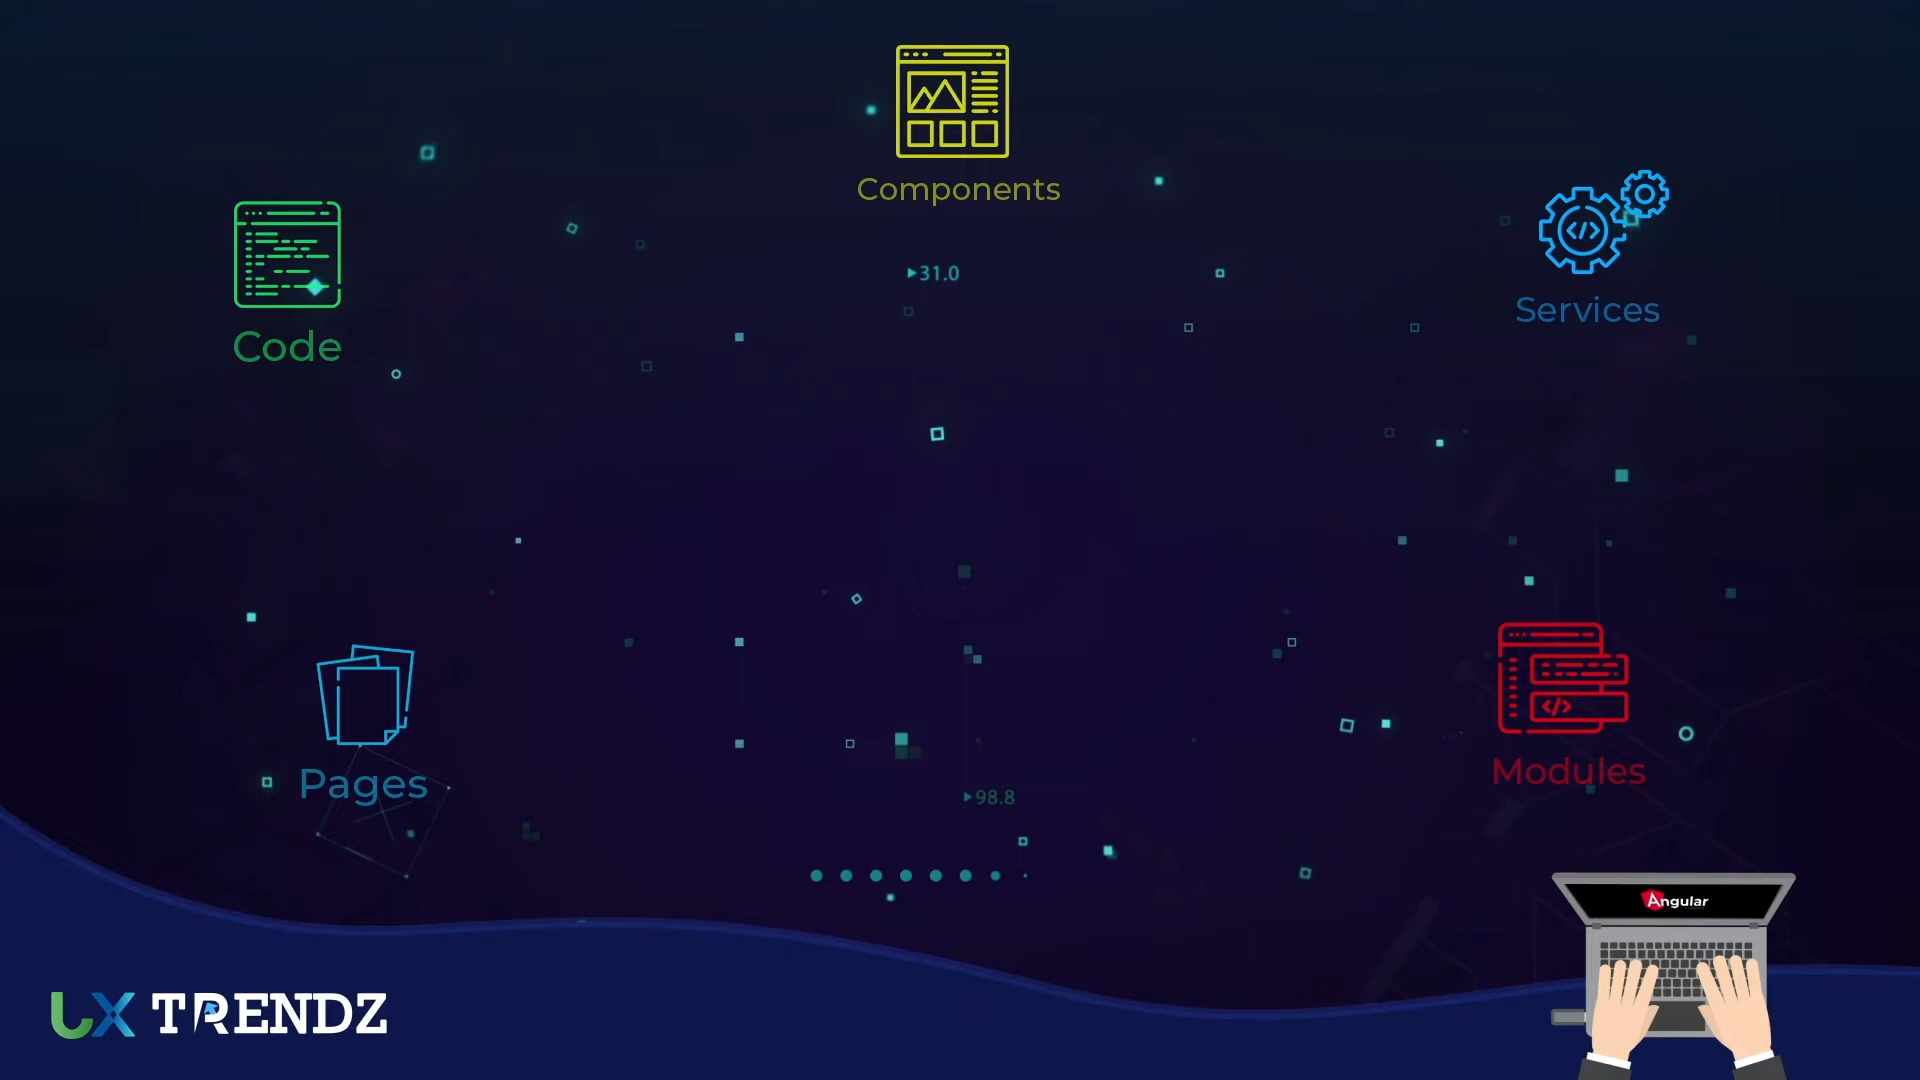 Components
Code
Services
▶31.0
Pages
Modules
▶98.8
Angular
UX TRENDZ